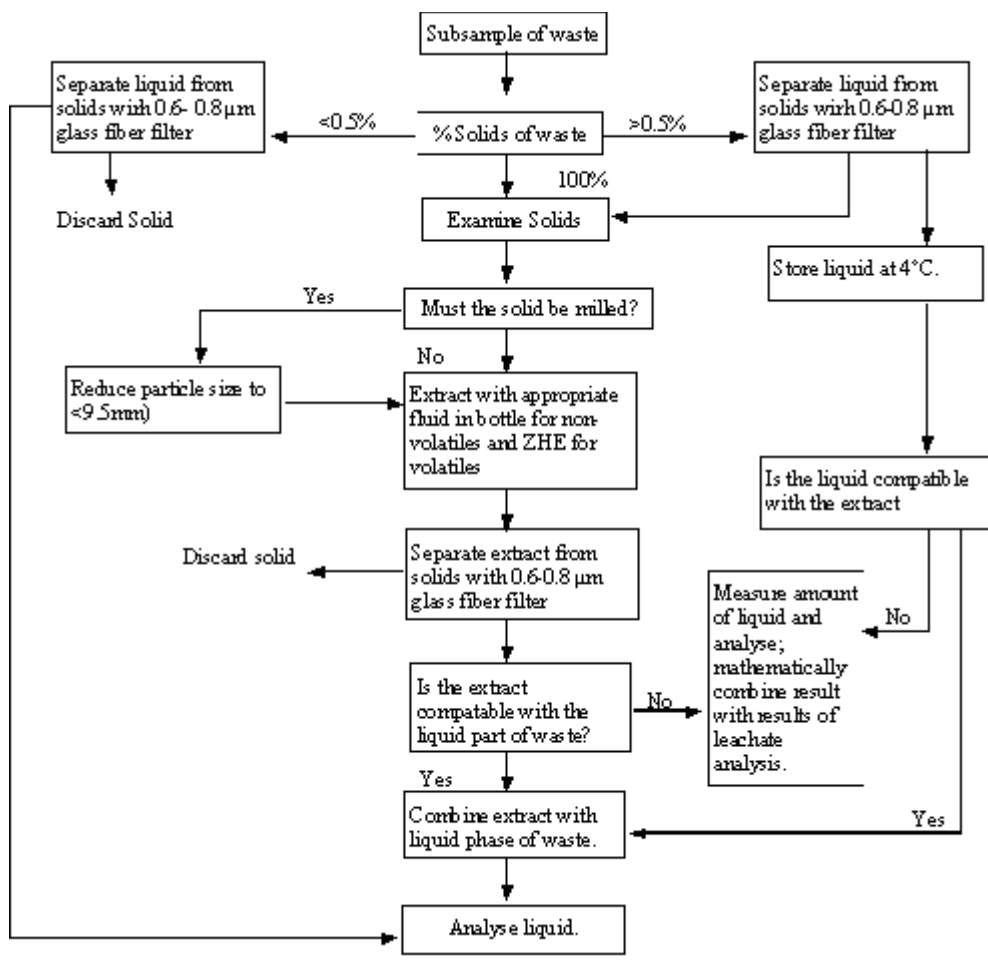 Subsample of waste
Separate liquid from
solids wirh 0.6- 0.8 µm
glass fiber filter
<0.5%
% Solids of waste
>0.5%
Separate liquid from
solids wirh 0.6-0.8 µm
glass fiber filter
100%
Discard Solid
Examine Solids
Store liquid at 4°C.
Yes
Must the solid be milled?
No
Reduce particle size to
<9.5mm)
Extract with appropriate
fluid in bottle for non-
volatiles and ZHE for
volatiles
Is the liquid compatible
with the extract
Discard solid
Separate extract from
solids with 0.6-0.8 µm
glass fiber filter
Measure amount
of liquid and
analyse;
mathematically
combine result
with results of
leachate
analysis.
No
Is the extract
compatable with the
liquid part of waste?
No
Yes
Combine extract with
liquid phase of waste.
Yes
Analyse liquid.